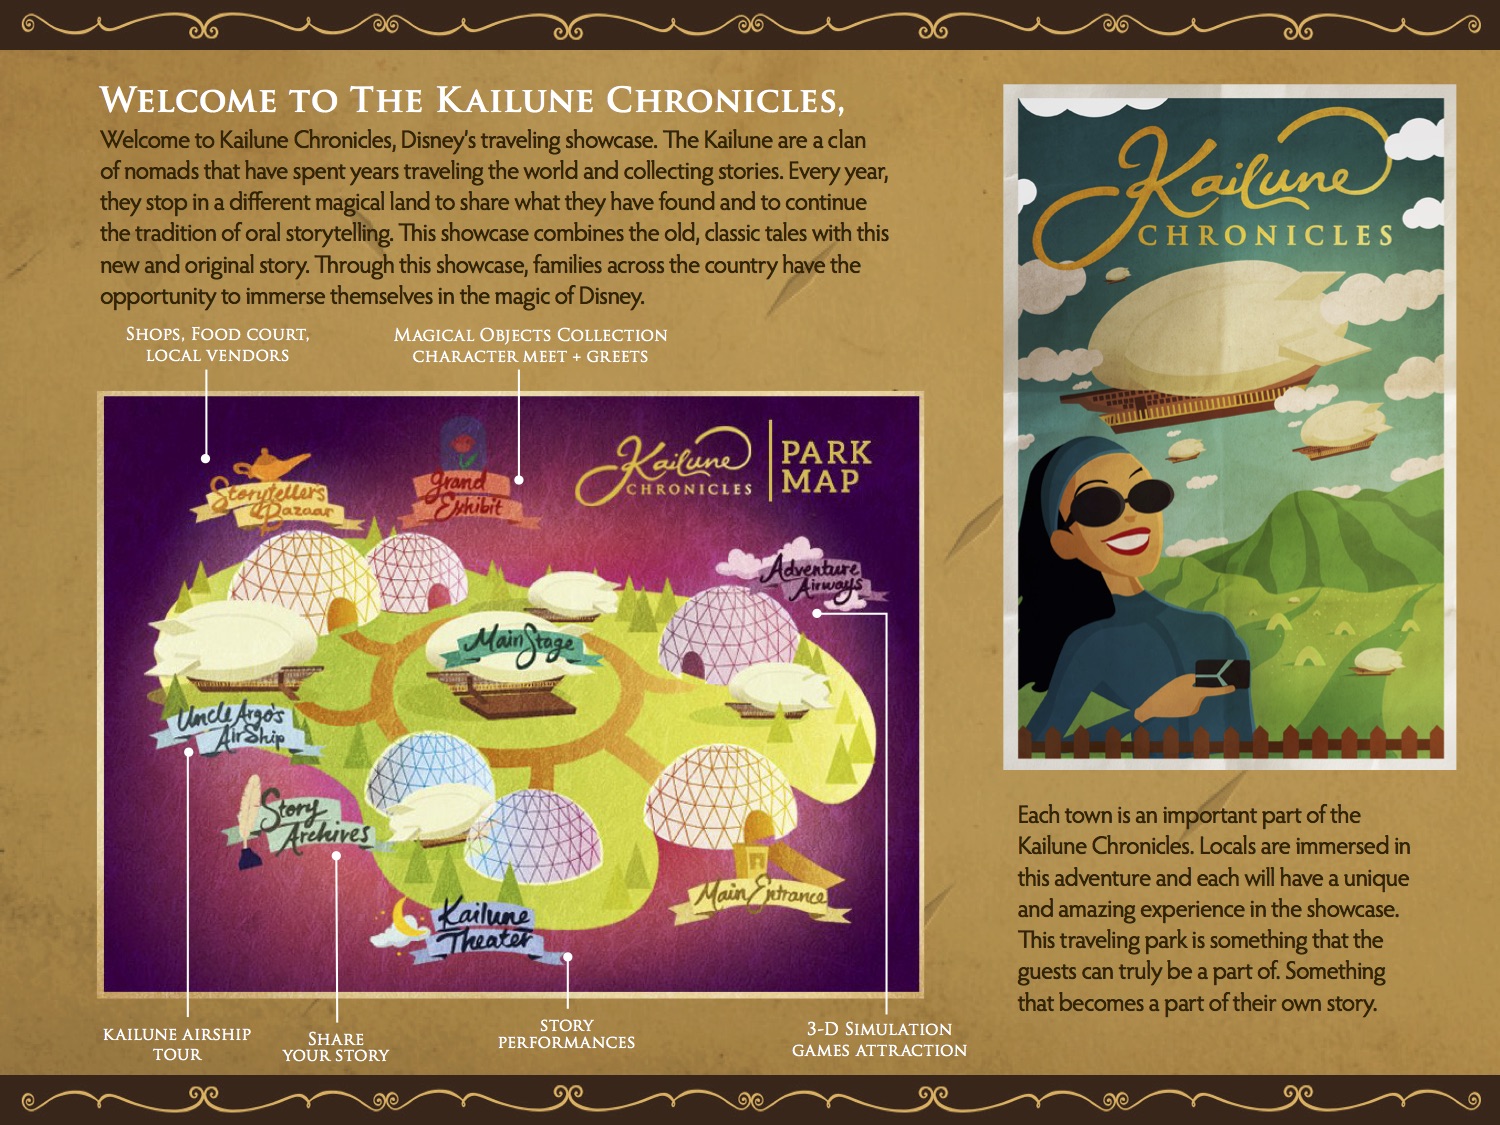 Welcome to The Kailune Chronicles,
Welcome to Kailune Chronicles, Disney's traveling showcase. The Kailune are a clan
of nomads that have spent years traveling the world and collecting stories. Every year,
they stop in a different magical land to share what they have found and to continue
the tradition of oral storytelling. This showcase combines the old, classic tales with this
new and original story. Through this showcase, families across the country have the
opportunity to immerse themselves in the magic of Disney.
Shops, Food court,
local vendors
Magical Objects Collection
character meet + greets
Kailune
CHRONICLES
PARK
MAP
Storytellers
Bazaar
Grand
Exhibit
Adventure
Airways
Main Stage
Uncle Argo's
AirShip
Story
Archives
Main Entrance
Kailune
Theater
kailune airship
tour
Share
your story
story
performances
3-D Simulation
games attraction
Kailune
CHRONICLES
Each town is an important part of the
Kailune Chronicles. Locals are immersed in
this adventure and each will have a unique
and amazing experience in the showcase.
This traveling park is something that the
guests can truly be a part of. Something
that becomes a part of their own story.